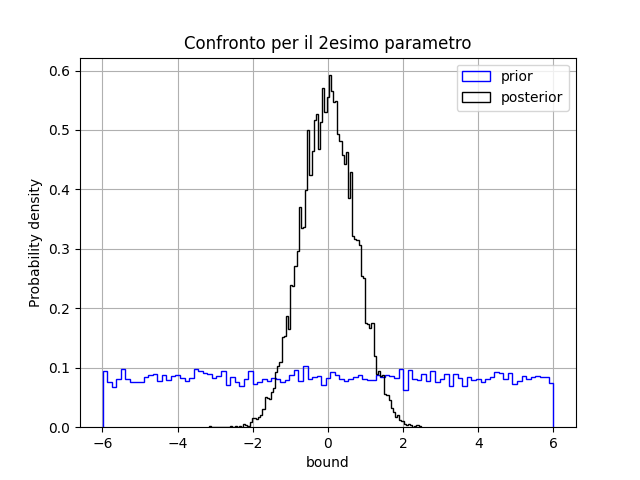 Confronto per il 2esimo parametro
prior
posterior
Probability density
0.6
0.5
0.4
0.3
0.2
0.1
0.0
−6
−4
−2
0
2
4
6
bound